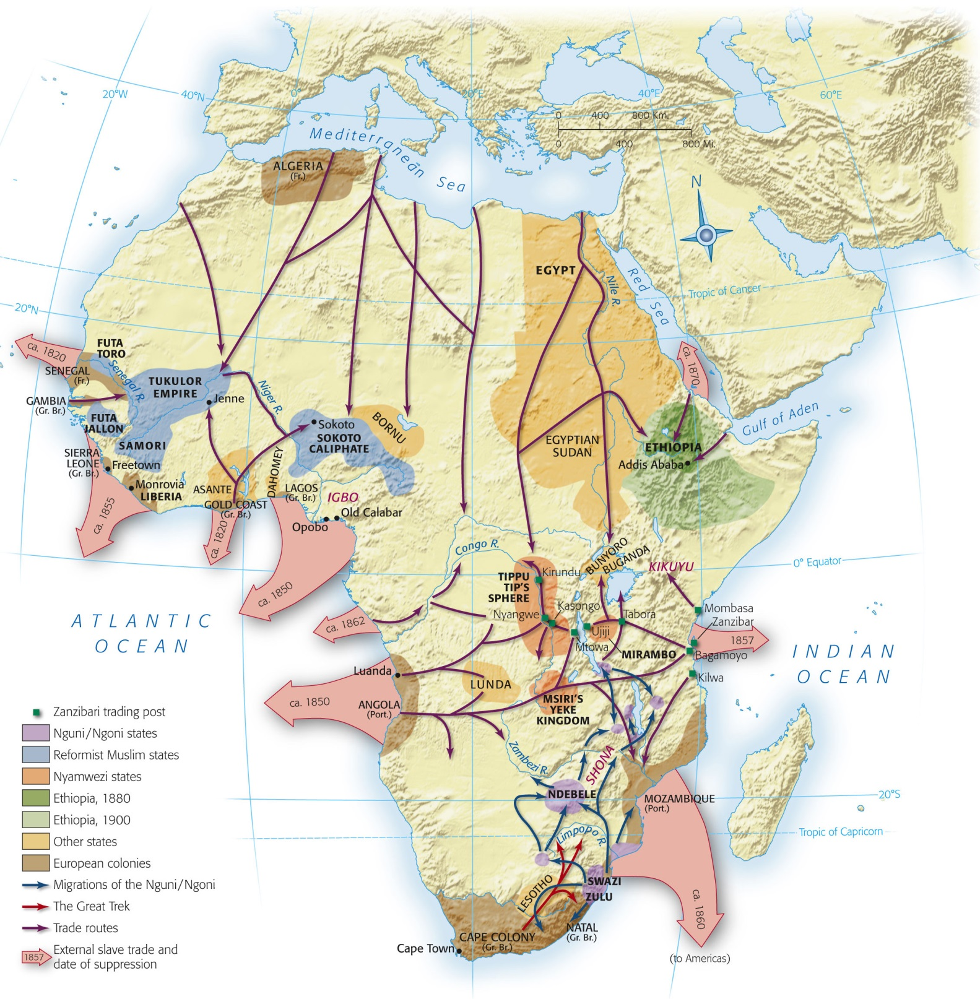 20°W
40°N
0°
20°E
40°E
60°E
0 400 800 Km.
0 400 800 Mi.
Mediterranean Sea
ALGERIA
(Fr.)
N
EGYPT
Nile R.
Red Sea
Tropic of Cancer
20°N
ca. 1820
FUTA
TORO
SENEGAL
(Fr.)
Senegal R.
TUKULOR
EMPIRE
Jenne
Niger R.
GAMBIA
(Gr. Br.)
FUTA
JALLON
SAMORI
Sokoto
SOKOTO
CALIPHATE
BORNU
ca. 1870
Gulf of Aden
EGYPTIAN
SUDAN
ETHIOPIA
Addis Ababa
SIERRA
LEONE
(Gr. Br.)
Freetown
Monrovia
LIBERIA
ASANTE
GOLD COAST
(Gr. Br.)
DAHOMEY
LAGOS
(Gr. Br.)
IGBO
Old Calabar
Opobo
ca. 1855
ca. 1820
ca. 1850
Congo R.
BUNYORO
BUGANDA
KIKUYU
0° Equator
TIPPU
TIP'S
SPHERE
Kirundu
Kasongo
Nyangwe
Tabora
Ujiji
Mtowa
MIRAMBO
Mombasa
Zanzibar
1857
Bagamoyo
Kilwa
ATLANTIC
OCEAN
ca. 1862
INDIAN
OCEAN
Luanda
LUNDA
ca. 1850
ANGOLA
(Port.)
MSIRI'S
YEKE
KINGDOM
Zambezi R.
SHONA
NDEBELE
MOZAMBIQUE
(Port.)
20°S
Tropic of Capricorn
Limpopo R.
LESOTHO
SWAZI
ZULU
NATAL
(Gr. Br.)
CAPE COLONY
(Gr. Br.)
Cape Town
ca. 1860
(to Americas)
Zanzibari trading post
Nguni/Ngoni states
Reformist Muslim states
Nyamwezi states
Ethiopia, 1880
Ethiopia, 1900
Other states
European colonies
Migrations of the Nguni/Ngoni
The Great Trek
Trade routes
1857 External slave trade and
date of suppression